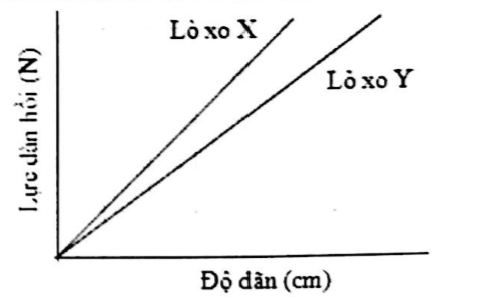 Lò xo X
Lò xo Y
Lực đàn hồi (N)
Độ dãn (cm)